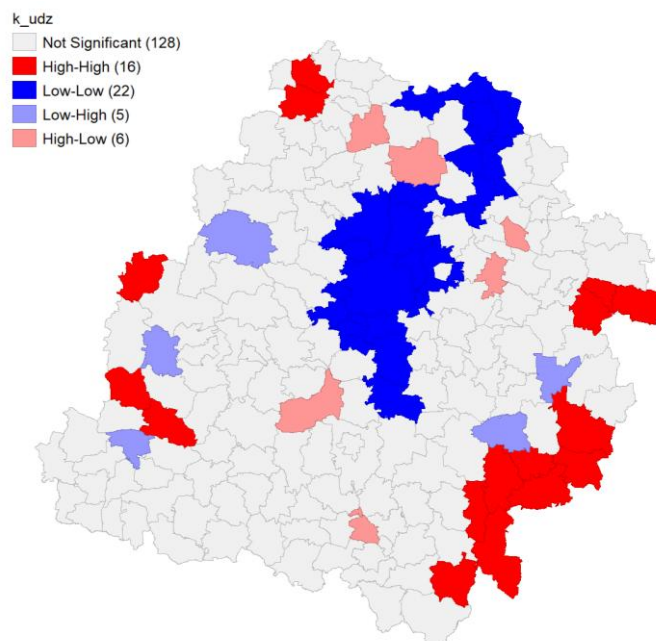 k_udz
Not Significant (128)
High-High (16)
Low-Low (22)
Low-High (5)
High-Low (6)